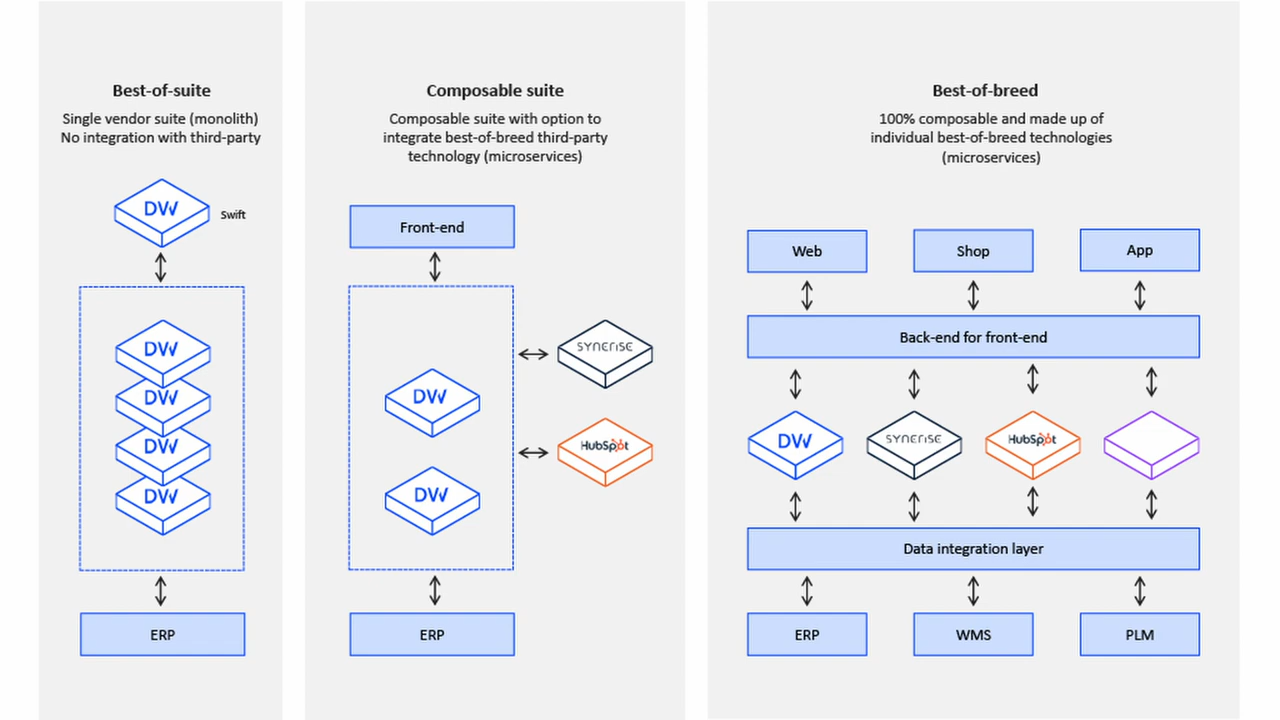 Best-of-suite
Single vendor suite (monolith)
No integration with third-party
DW
Swift
DW
DW
DW
DW
ERP
Composable suite
Composable suite with option to
integrate best-of-breed third-party
technology (microservices)
Front-end
SYNERISE
DW
HubSpot
DW
ERP
Best-of-breed
100% composable and made up of
individual best-of-breed technologies
(microservices)
Web
Shop
App
Back-end for front-end
DW
SYNERISE
HubSpot
Data integration layer
ERP
WMS
PLM